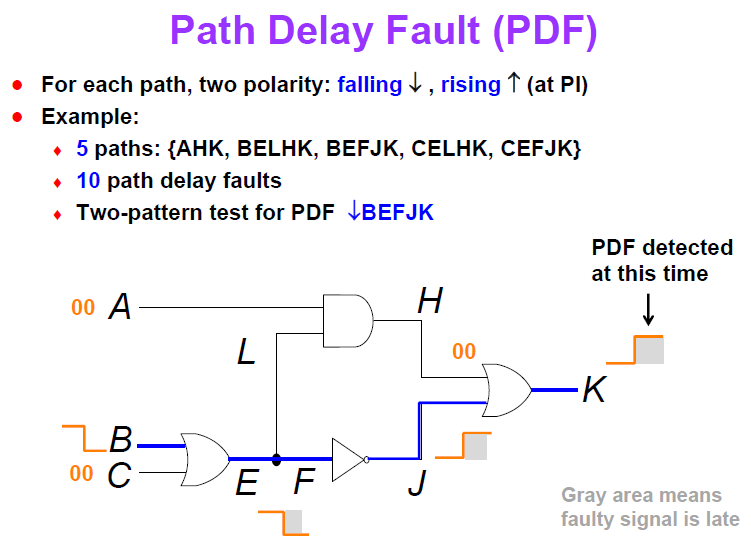 Path Delay Fault (PDF)
For each path, two polarity: falling ↓ , rising ↑ (at PI)
Example:
5 paths: {AHK, BELHK, BEFJK, CELHK, CEFJK}
10 path delay faults
Two-pattern test for PDF ↓BEFJK
PDF detected
at this time
00 A
H
L
00
K
B
00 C
E
F
J
Gray area means
faulty signal is late